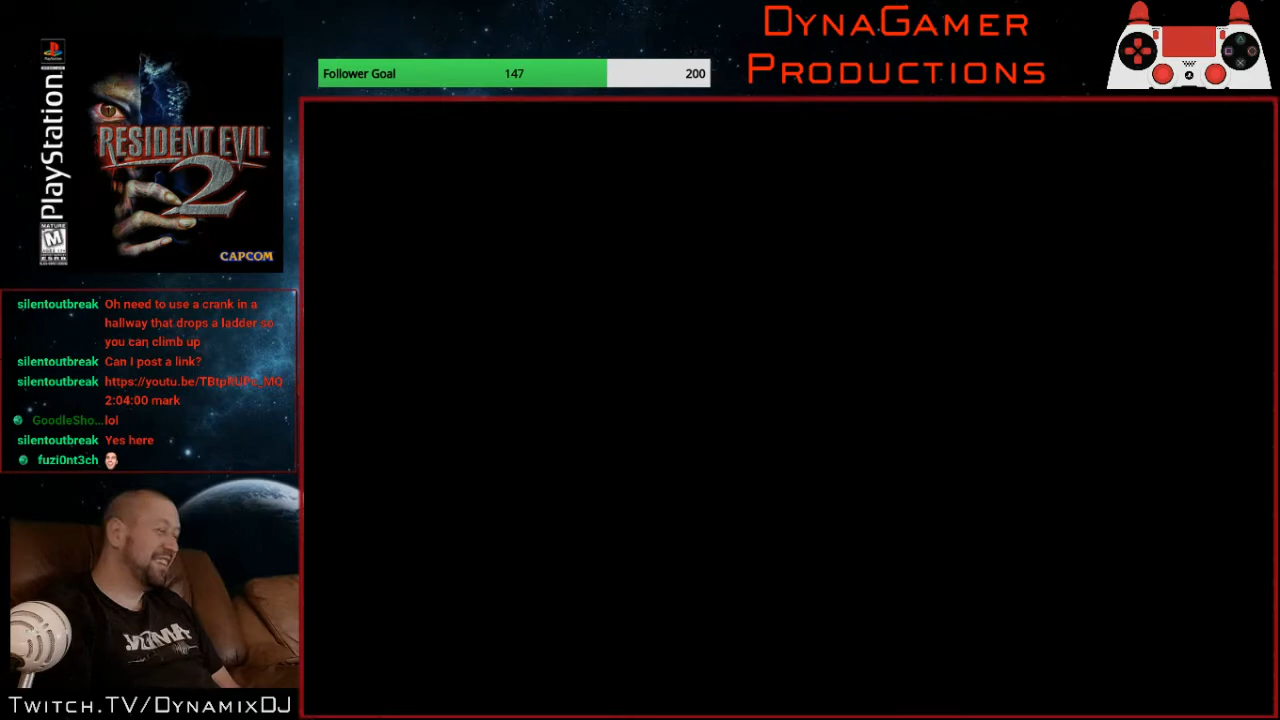 DynaGamer
Productions
Follower Goal 147 200
PlayStation
RESIDENT EVIL
2
MATURE
M
ESRB
CAPCOM
silentoutbreak Oh need to use a crank in a
hallway that drops a ladder so
you can climb up
silentoutbreak Can I post a link?
silentoutbreak
2:04:00 mark
GoodleSho... lol
silentoutbreak Yes here
fuzi0nt3ch
Twitch.TV/DynamixDJ